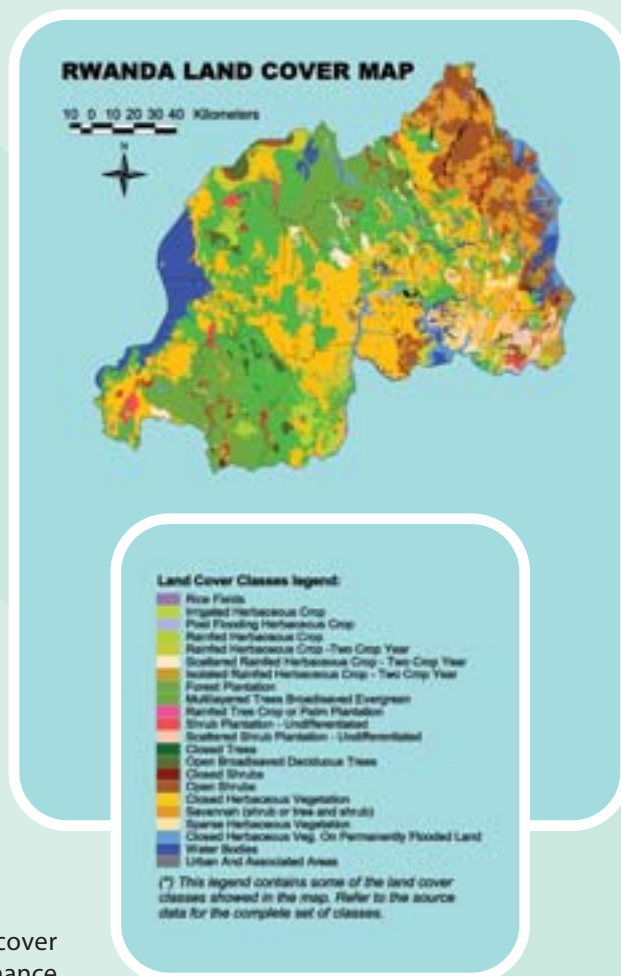 RWANDA LAND COVER MAP
10 0 10 20 30 40 Kilometers
N
Land Cover Classes legend:
Rice Fields
Irrigated Herbaceous Crop
Post Flooding Herbaceous Crop
Rainfed Herbaceous Crop
Rainfed Herbaceous Crop -Two Crop Year
Scattered Rainfed Herbaceous Crop - Two Crop Year
Isolated Rainfed Herbaceous Crop - Two Crop Year
Forest Plantation
Multilayered Trees Broadleaved Evergreen
Rainfed Tree Crop or Palm Plantation
Shrub Plantation - Undifferentiated
Scattered Shrub Plantation - Undifferentiated
Closed Trees
Open Broadleaved Deciduous Trees
Closed Shrubs
Open Shrubs
Closed Herbaceous Vegetation
Savannah (shrub or tree and shrub)
Sparse Herbaceous Vegetation
Closed Herbaceous Veg. On Permanently Flooded Land
Water Bodies
Urban And Associated Areas
(*) This legend contains some of the land cover
classes showed in the map. Refer to the source
data for the complete set of classes.
cover
nance